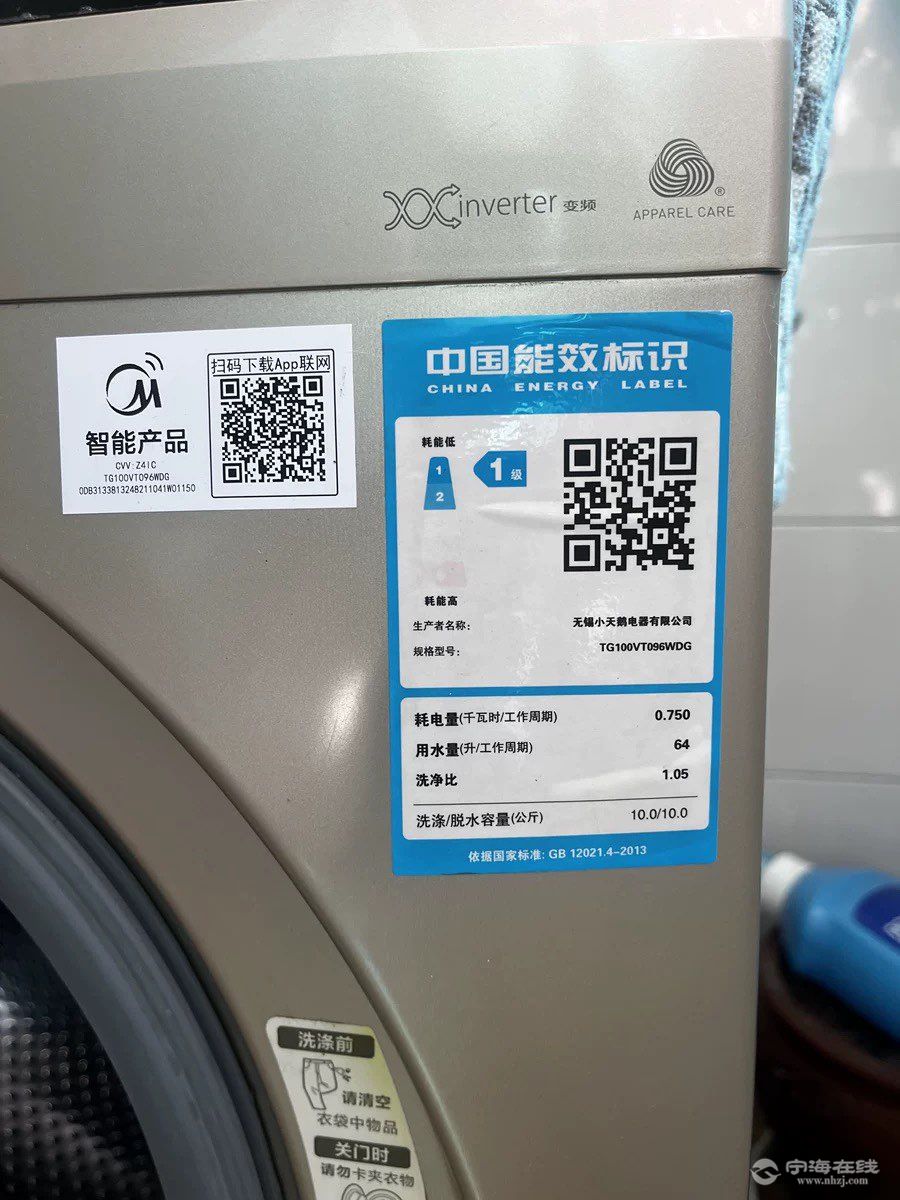 inverter 变频
APPAREL CARE
®
扫码下载App联网
智能产品
CVV:Z4IC
TG100VT096WDG
0DB3133813248211041W01150
中国能效标识
CHINA ENERGY LABEL
耗能低
1
2
1级
耗能高
生产者名称: 无锡小天鹅电器有限公司
规格型号: TG100VT096WDG
耗电量(千瓦时/工作周期) 0.750
用水量(升/工作周期) 64
洗净比 1.05
洗涤/脱水容量(公斤) 10.0/10.0
依据国家标准: GB 12021.4-2013
洗涤前
请清空
衣袋中物品
关门时
请勿卡夹衣物
宁海在线
www.nhzj.com